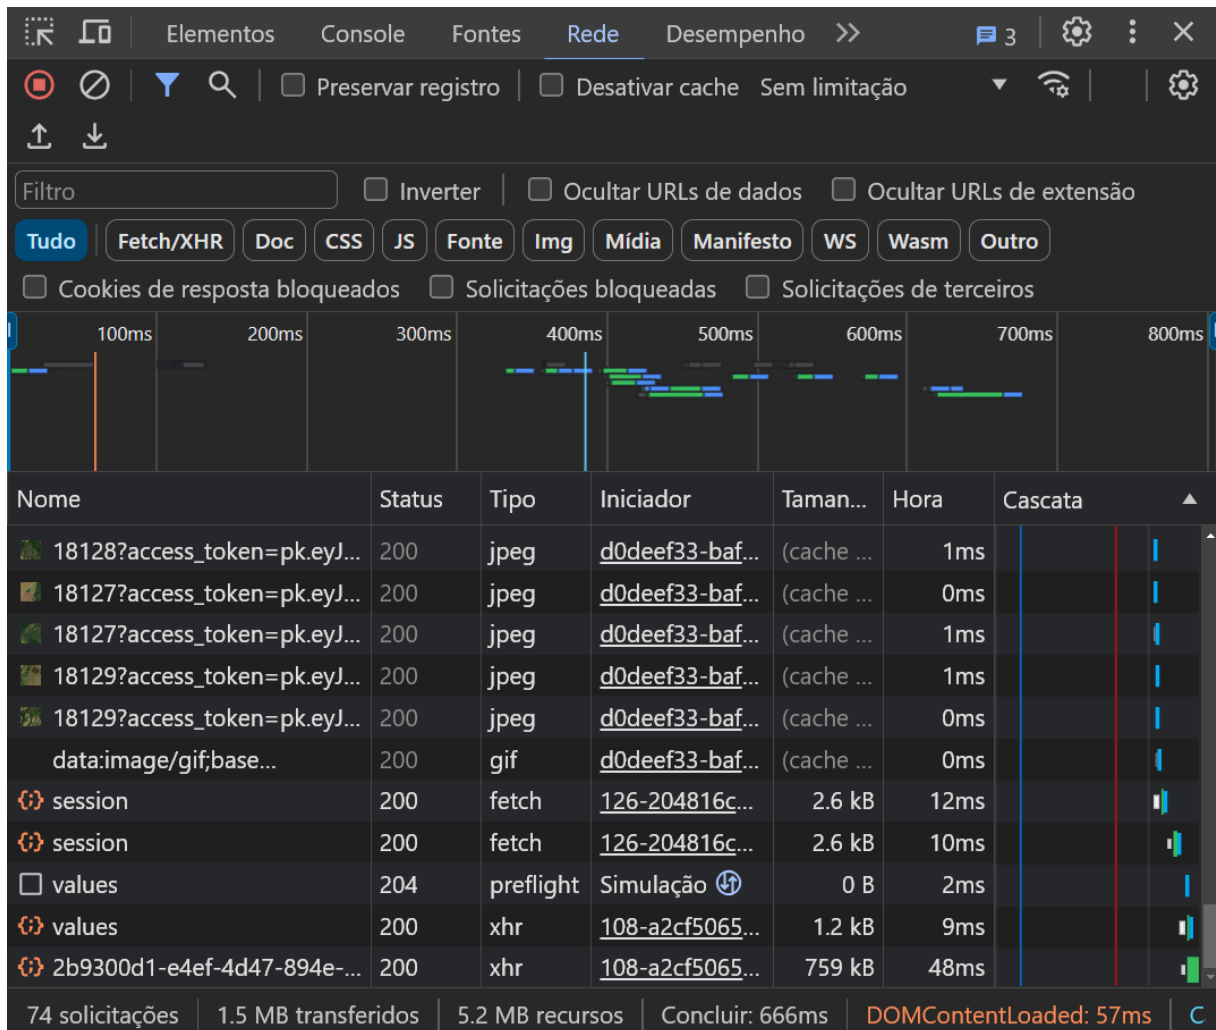 Elementos Console Fontes Rede Desempenho 3
Preservar registro Desativar cache Sem limitação
Filtro Inverter Ocultar URLs de dados Ocultar URLs de extensão
Tudo Fetch/XHR Doc CSS JS Fonte Img Mídia Manifesto WS Wasm Outro
Cookies de resposta bloqueados Solicitações bloqueadas Solicitações de terceiros
100ms 200ms 300ms 400ms 500ms 600ms 700ms 800ms
Nome Status Tipo Iniciador Taman... Hora Cascata
18128?access_token=pk.eyJ... 200 jpeg d0deef33-baf... (cache ... 1ms
18127?access_token=pk.eyJ... 200 jpeg d0deef33-baf... (cache ... 0ms
18127?access_token=pk.eyJ... 200 jpeg d0deef33-baf... (cache ... 1ms
18129?access_token=pk.eyJ... 200 jpeg d0deef33-baf... (cache ... 1ms
18129?access_token=pk.eyJ... 200 jpeg d0deef33-baf... (cache ... 0ms
data:image/gif;base... 200 gif d0deef33-baf... (cache ... 0ms
session 200 fetch 126-204816c... 2.6 kB 12ms
session 200 fetch 126-204816c... 2.6 kB 10ms
values 204 preflight Simulação 0 B 2ms
values 200 xhr 108-a2cf5065... 1.2 kB 9ms
2b9300d1-e4ef-4d47-894e-... 200 xhr 108-a2cf5065... 759 kB 48ms
74 solicitações 1.5 MB transferidos 5.2 MB recursos Concluir: 666ms DOMContentLoaded: 57ms C